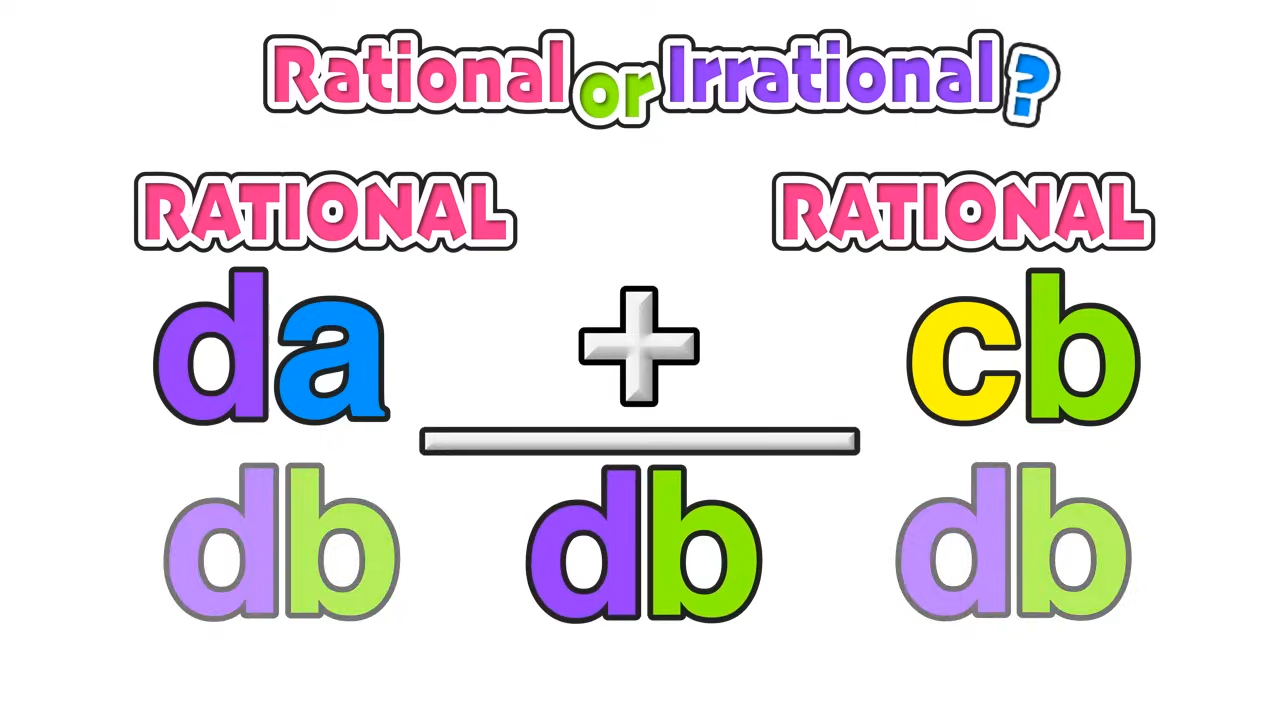 Rational or Irrational?
RATIONAL RATIONAL
da + cb
db db db